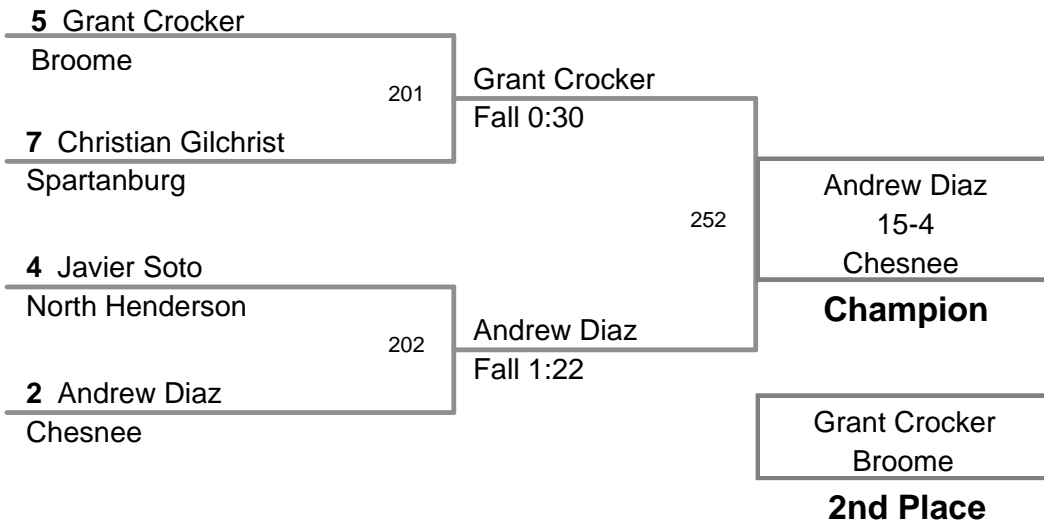 5 Grant Crocker
Broome
201
Grant Crocker
Fall 0:30
7 Christian Gilchrist
Spartanburg
252
Andrew Diaz
15-4
Chesnee
Champion
4 Javier Soto
North Henderson
202
Andrew Diaz
Fall 1:22
2 Andrew Diaz
Chesnee
Grant Crocker
Broome
2nd Place